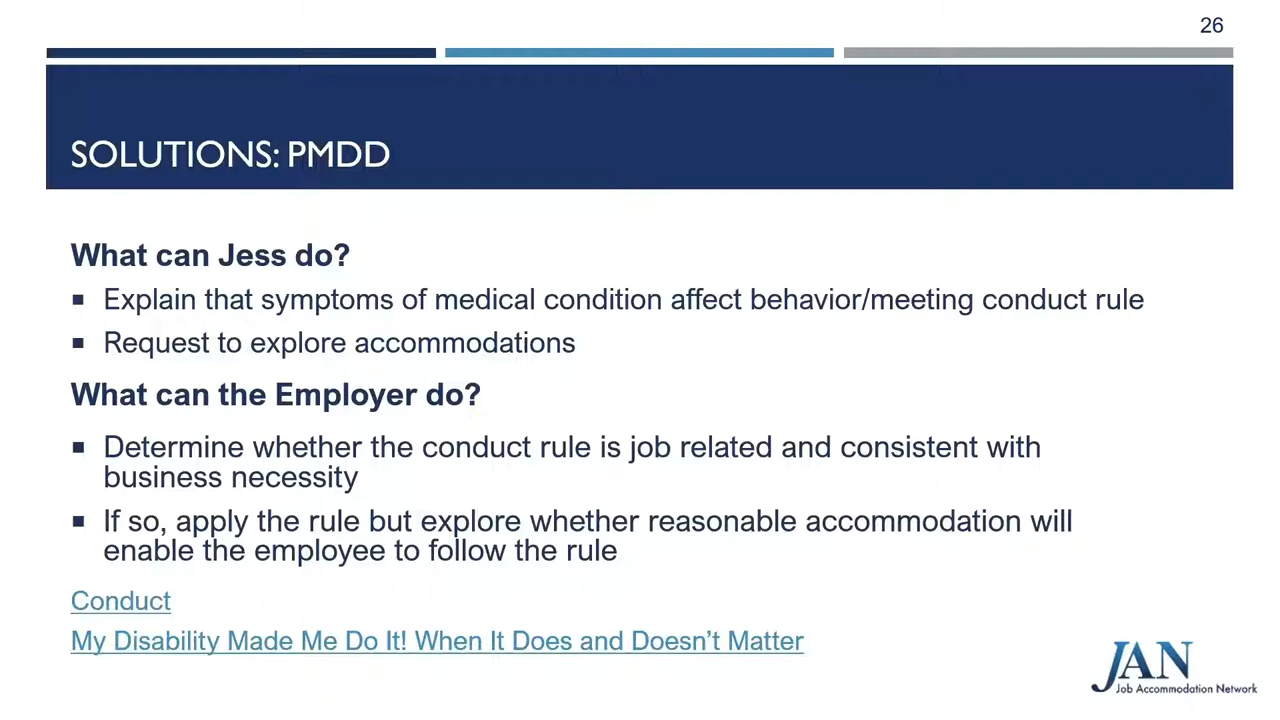 26
SOLUTIONS: PMDD
What can Jess do?
▪ Explain that symptoms of medical condition affect behavior/meeting conduct rule
▪ Request to explore accommodations
What can the Employer do?
▪ Determine whether the conduct rule is job related and consistent with
business necessity
▪ If so, apply the rule but explore whether reasonable accommodation will
enable the employee to follow the rule
Conduct
My Disability Made Me Do It! When It Does and Doesn’t Matter
JAN
Job Accommodation Network